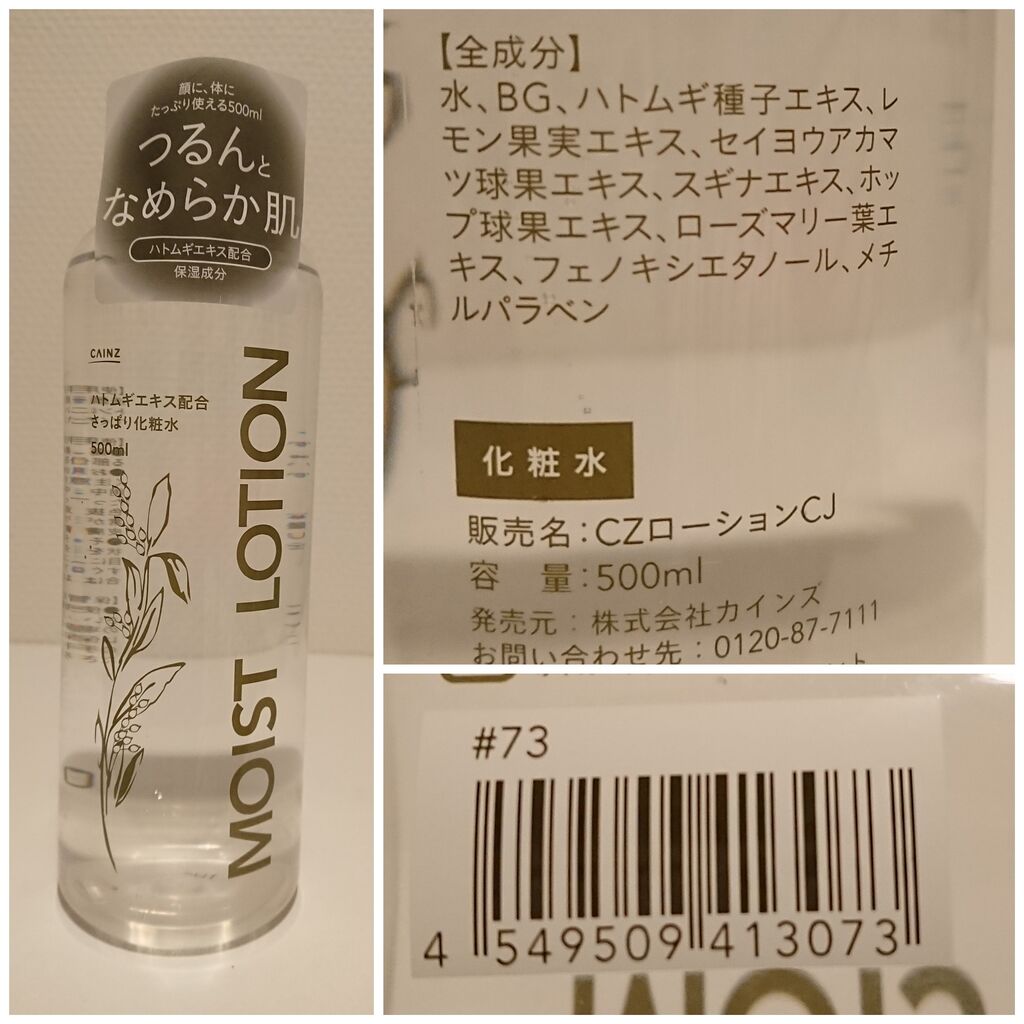 顔に、体に
たっぷり使える500ml
つるんと
なめらか肌
ハトムギエキス配合
保湿成分
CAINZ
ハトムギエキス配合
さっぱり化粧水
500ml
MOIST LOTION
【全成分】
水、BG、ハトムギ種子エキス、レ
モン果実エキス、セイヨウアカマ
ツ球果エキス、スギナエキス、ホッ
プ球果エキス、ローズマリー葉エ
キス、フェノキシエタノール、メチ
ルパラベン
化粧水
販売名:CZローションCJ
容 量:500ml
発売元:株式会社カインズ
お問い合わせ先:0120-87-7111
#73
4 549509 413073